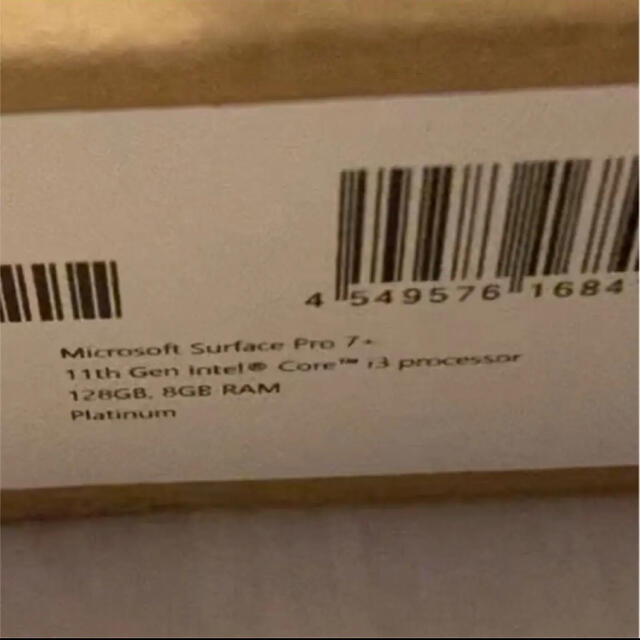 4 549576 1684
Microsoft Surface Pro 7+
11th Gen Intel® Core™ i3 processor
128GB, 8GB RAM
Platinum